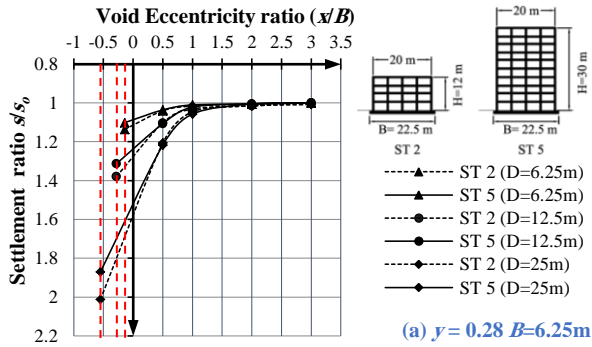 Void Eccentricity ratio (x/B)
-1 -0.5 0 0.5 1 1.5 2 2.5 3 3.5
0.8
1
1.2
1.4
1.6
1.8
2
2.2
Settlement ratio s/so
20 m
H=12 m
B= 22.5 m
ST 2
20 m
H=30 m
B= 22.5 m
ST 5
ST 2 (D=6.25m)
ST 5 (D=6.25m)
ST 2 (D=12.5m)
ST 5 (D=12.5m)
ST 2 (D=25m)
ST 5 (D=25m)
(a) y = 0.28 B=6.25m